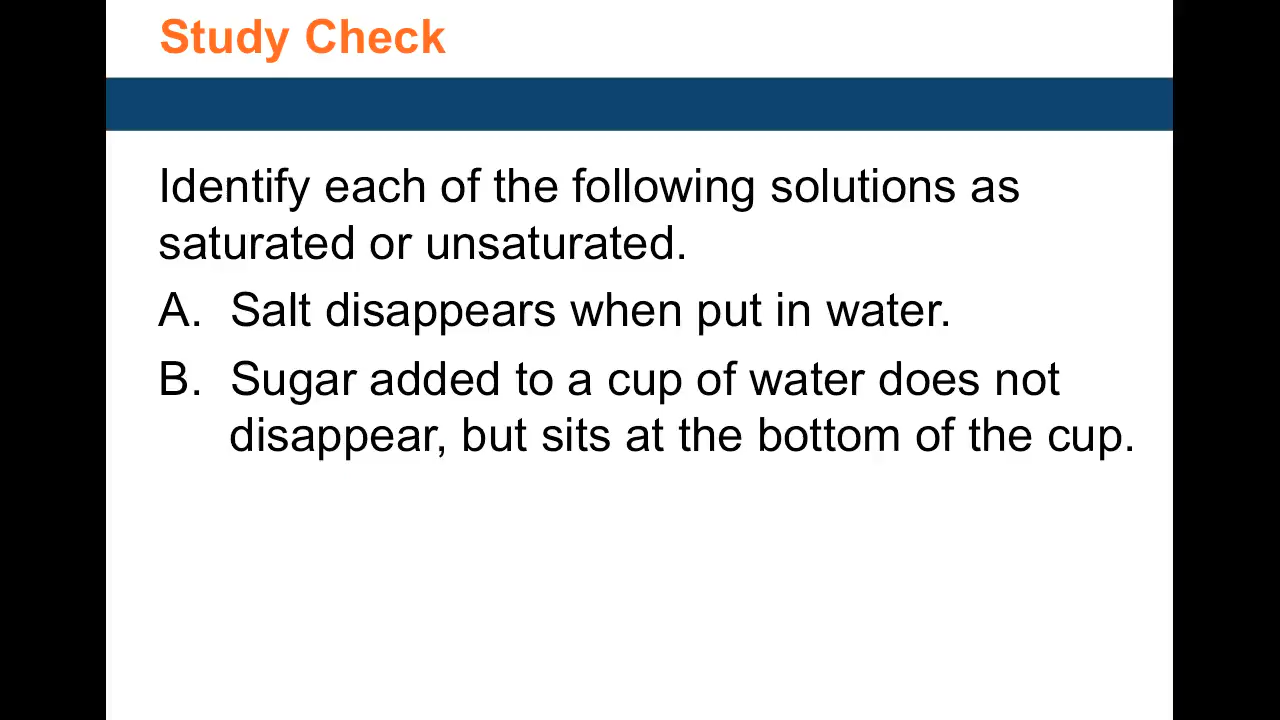 Study Check
Identify each of the following solutions as
saturated or unsaturated.
A. Salt disappears when put in water.
B. Sugar added to a cup of water does not
disappear, but sits at the bottom of the cup.